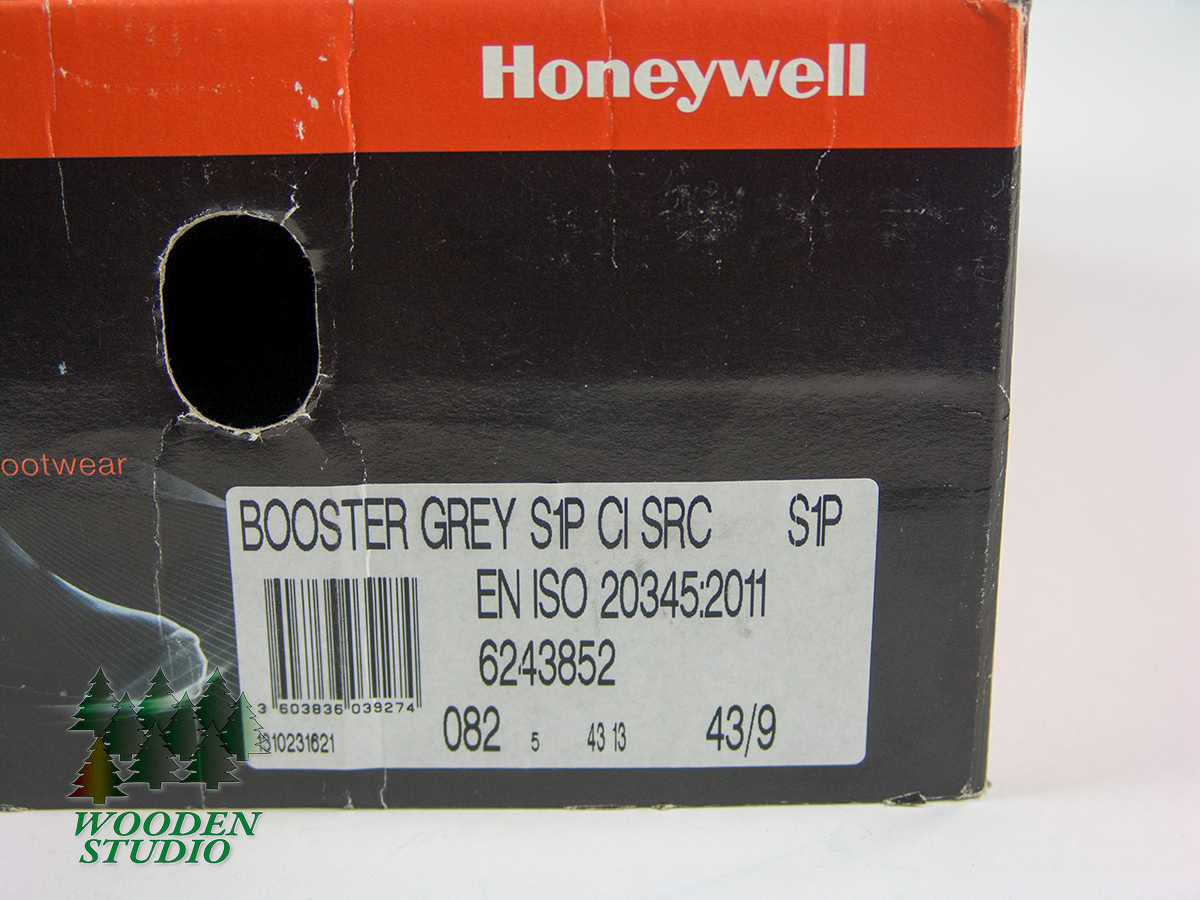 Honeywell
ootwear
BOOSTER GREY S1P CI SRC S1P
EN ISO 20345:2011
6243852
3 603836 039274
082 5 43 13 43/9
310231621
WOODEN
STUDIO